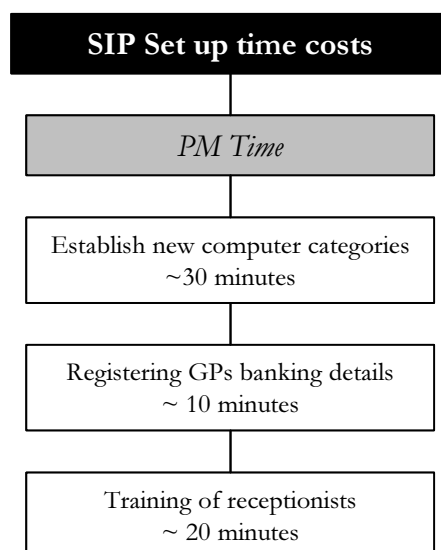 SIP Set up time costs
PM Time
Establish new computer categories
~30 minutes
Registering GPs banking details
~ 10 minutes
Training of receptionists
~ 20 minutes